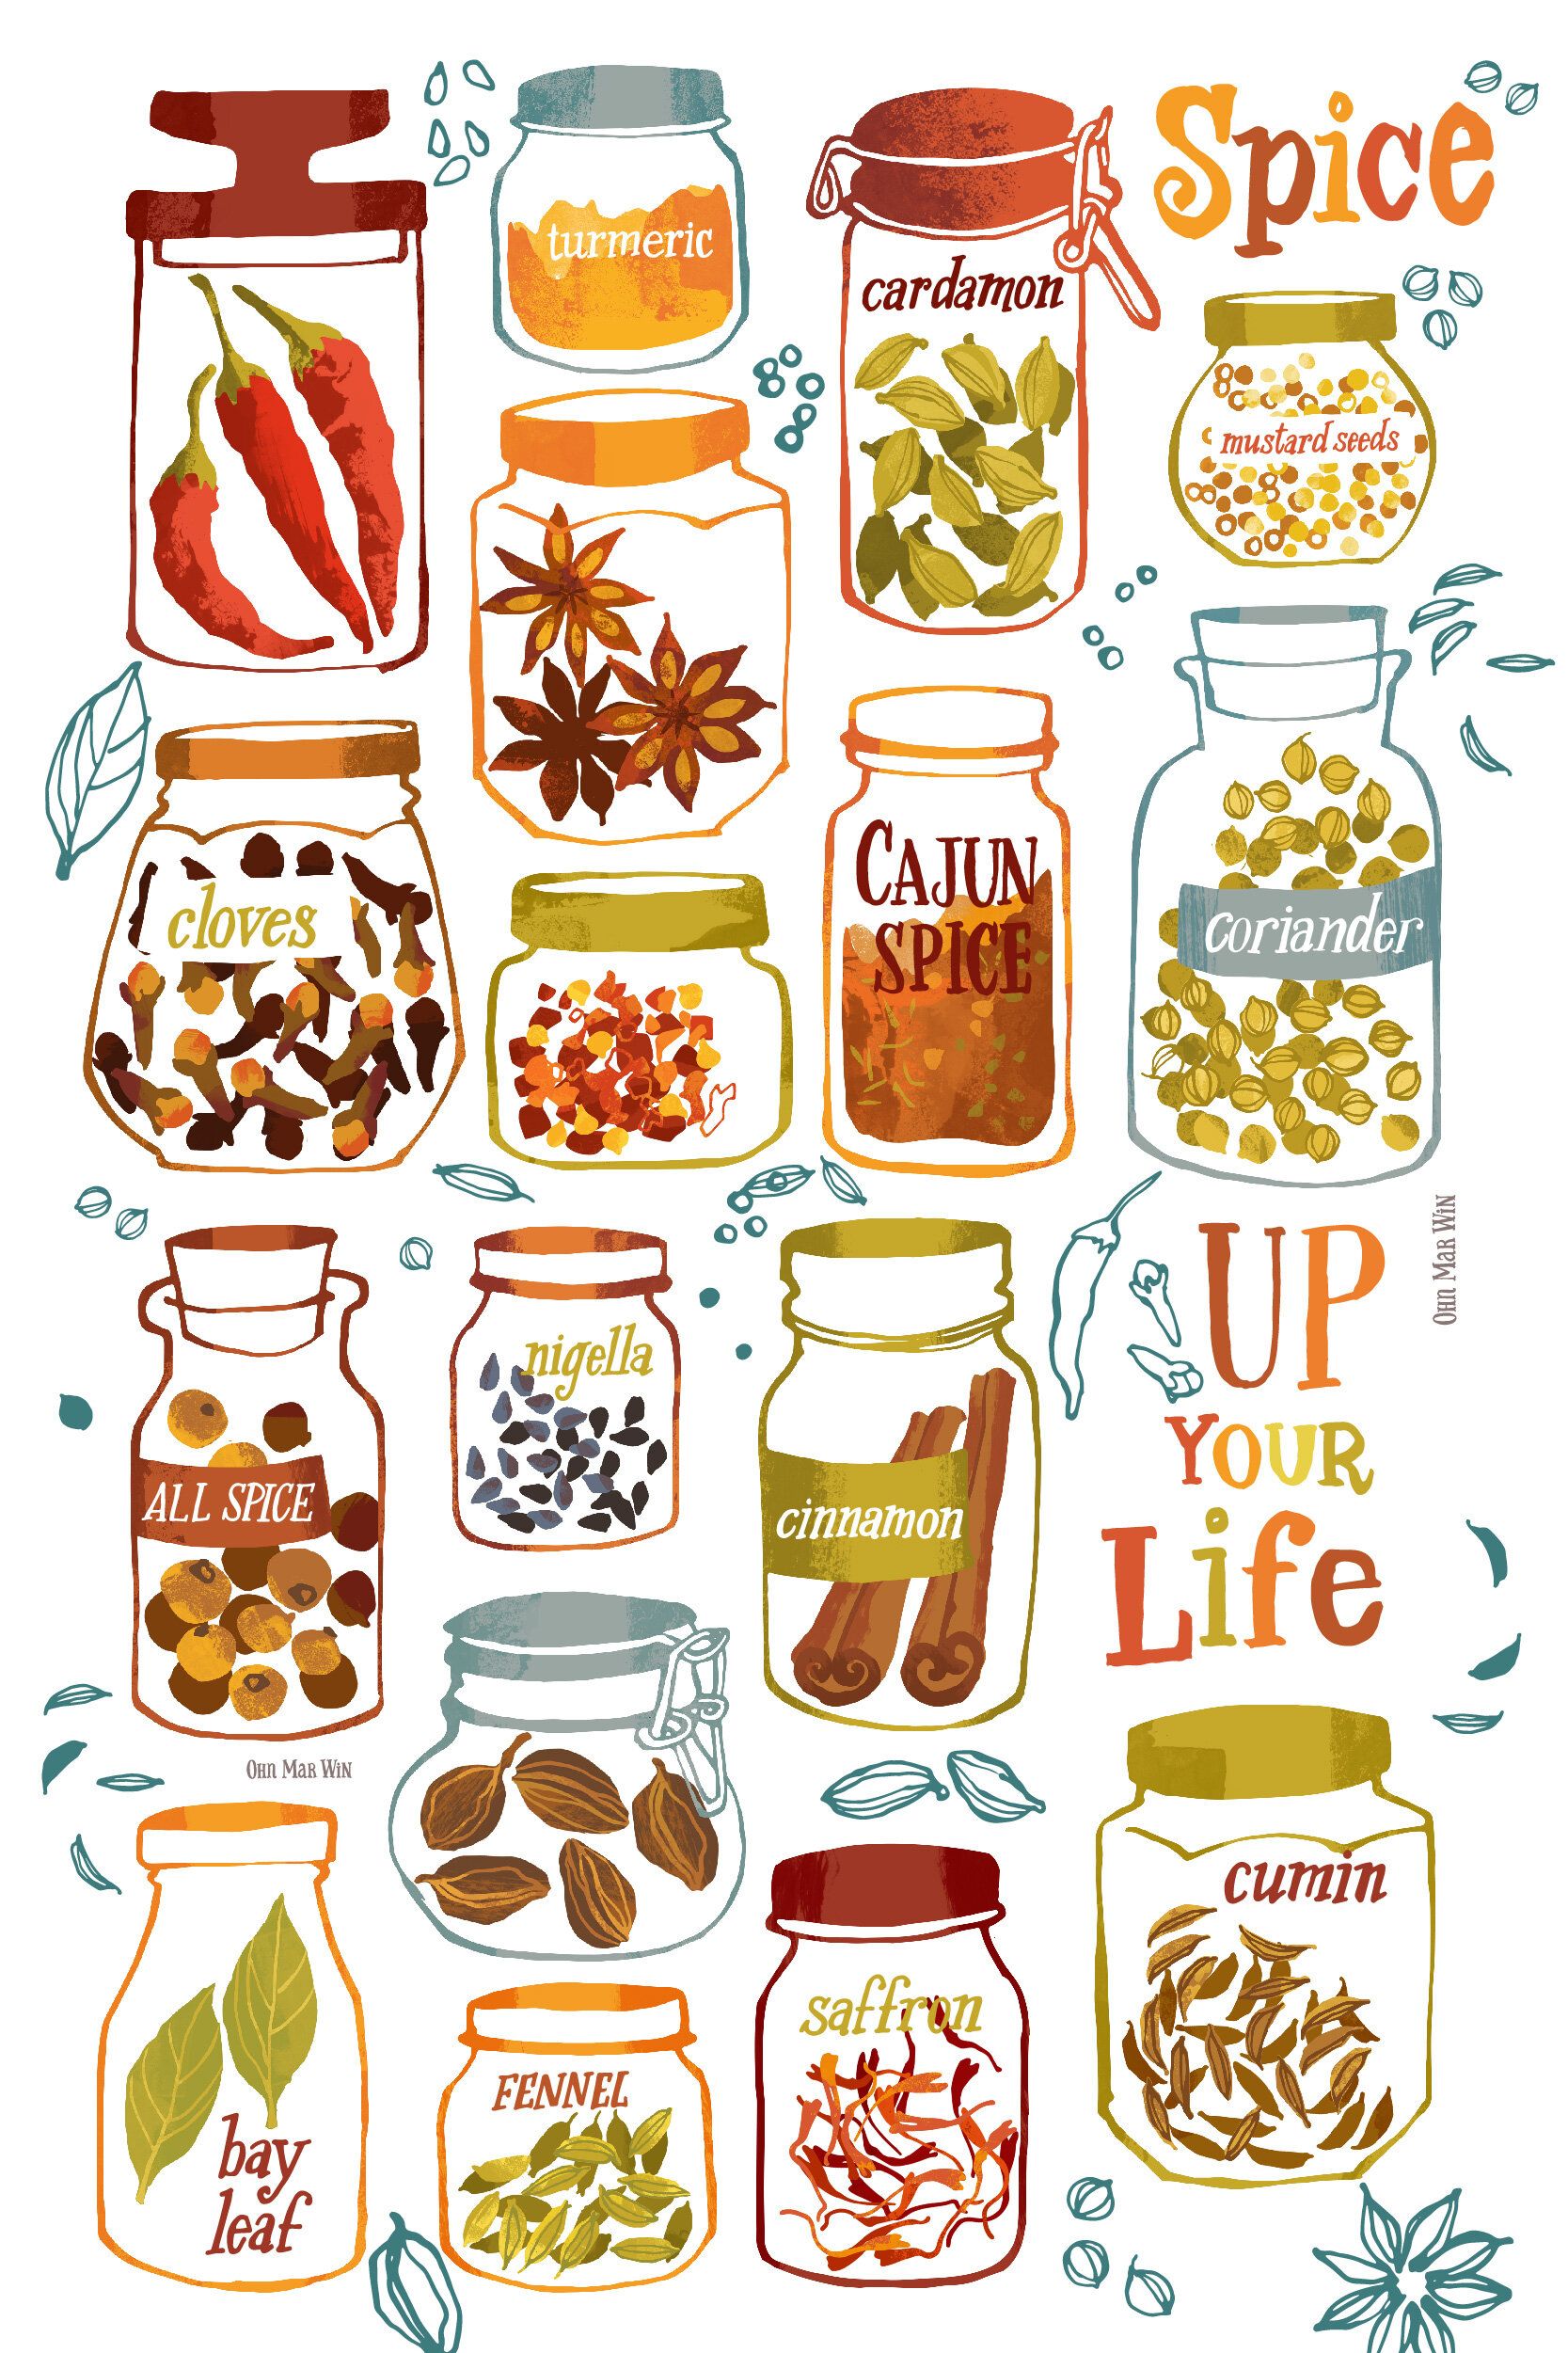 Spice
turmeric
cardamon
mustard seeds
cloves
CAJUN
SPICE
coriander
UP
YOUR
Life
OHN MAR WiN
ALL SPICE
nigella
cinnamon
OHN MAR WiN
cumin
bay
leaf
FENNEL
saffron